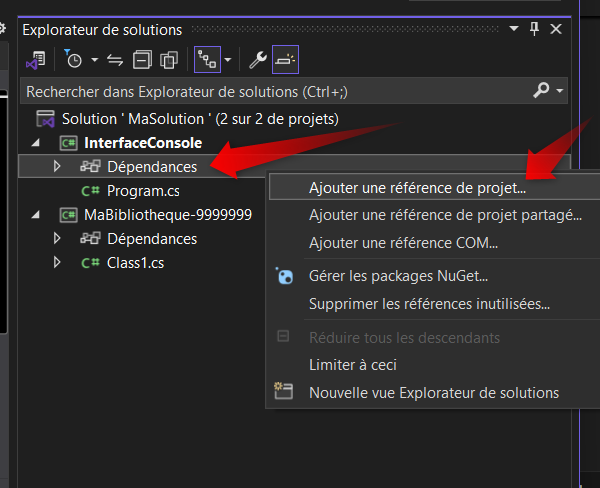 Explorateur de solutions
Rechercher dans Explorateur de solutions (Ctrl+;)
Solution ' MaSolution ' (2 sur 2 de projets)
C# InterfaceConsole
Dépendances
C# Program.cs
C# MaBibliotheque-9999999
Dépendances
C# Class1.cs
Ajouter une référence de projet...
Ajouter une référence de projet partagé...
Ajouter une référence COM...
Gérer les packages NuGet...
Supprimer les références inutilisées...
Réduire tous les descendants
Limiter à ceci
Nouvelle vue Explorateur de solutions